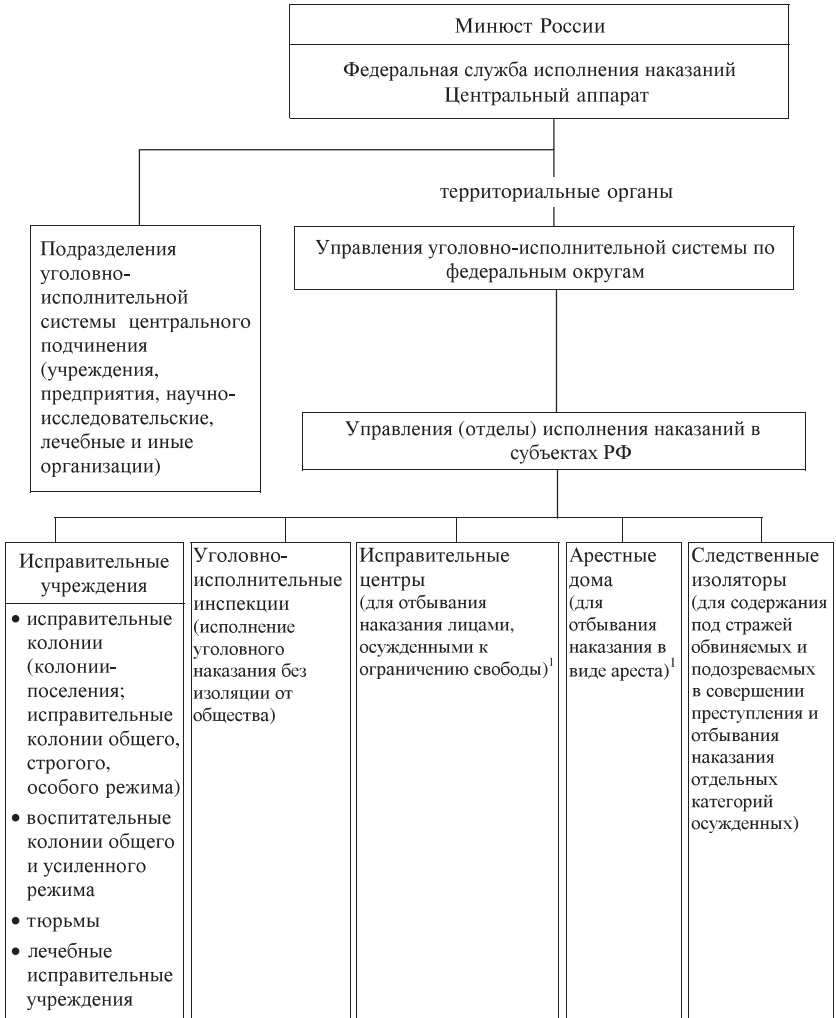 Минюст России
Федеральная служба исполнения наказаний
Центральный аппарат
территориальные органы
Подразделения
уголовно-
исполнительной
системы центрального
подчинения
(учреждения,
предприятия, научно-
исследовательские,
лечебные и иные
организации)
Управления уголовно-исполнительной системы по
федеральным округам
Управления (отделы) исполнения наказаний в
субъектах РФ
Исправительные
учреждения
• исправительные
колонии
(колонии-
поселения;
исправительные
колонии общего,
строгого,
особого режима)
• воспитательные
колонии общего
и усиленного
режима
• тюрьмы
• лечебные
исправительные
учреждения
Уголовно-
исполнительные
инспекции
(исполнение
уголовного
наказания без
изоляции от
общества)
Исправительные
центры
(для отбывания
наказания лицами,
осужденными к
ограничению свободы)¹
Арестные
дома
(для
отбывания
наказания в
виде ареста)¹
Следственные
изоляторы
(для содержания
под стражей
обвиняемых и
подозреваемых
в совершении
преступления и
отбывания
наказания
отдельных
категорий
осужденных)